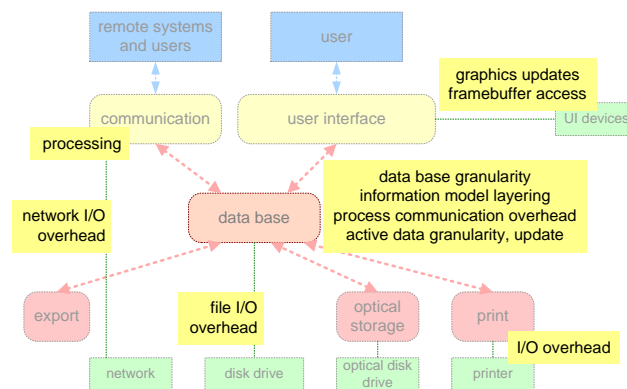 remote systems
and users
user
graphics updates
framebuffer access
communication
user interface
UI devices
processing
data base granularity
information model layering
process communication overhead
active data granularity, update
network I/O
overhead
data base
export
file I/O
overhead
optical
storage
print
I/O overhead
network
disk drive
optical disk
drive
printer